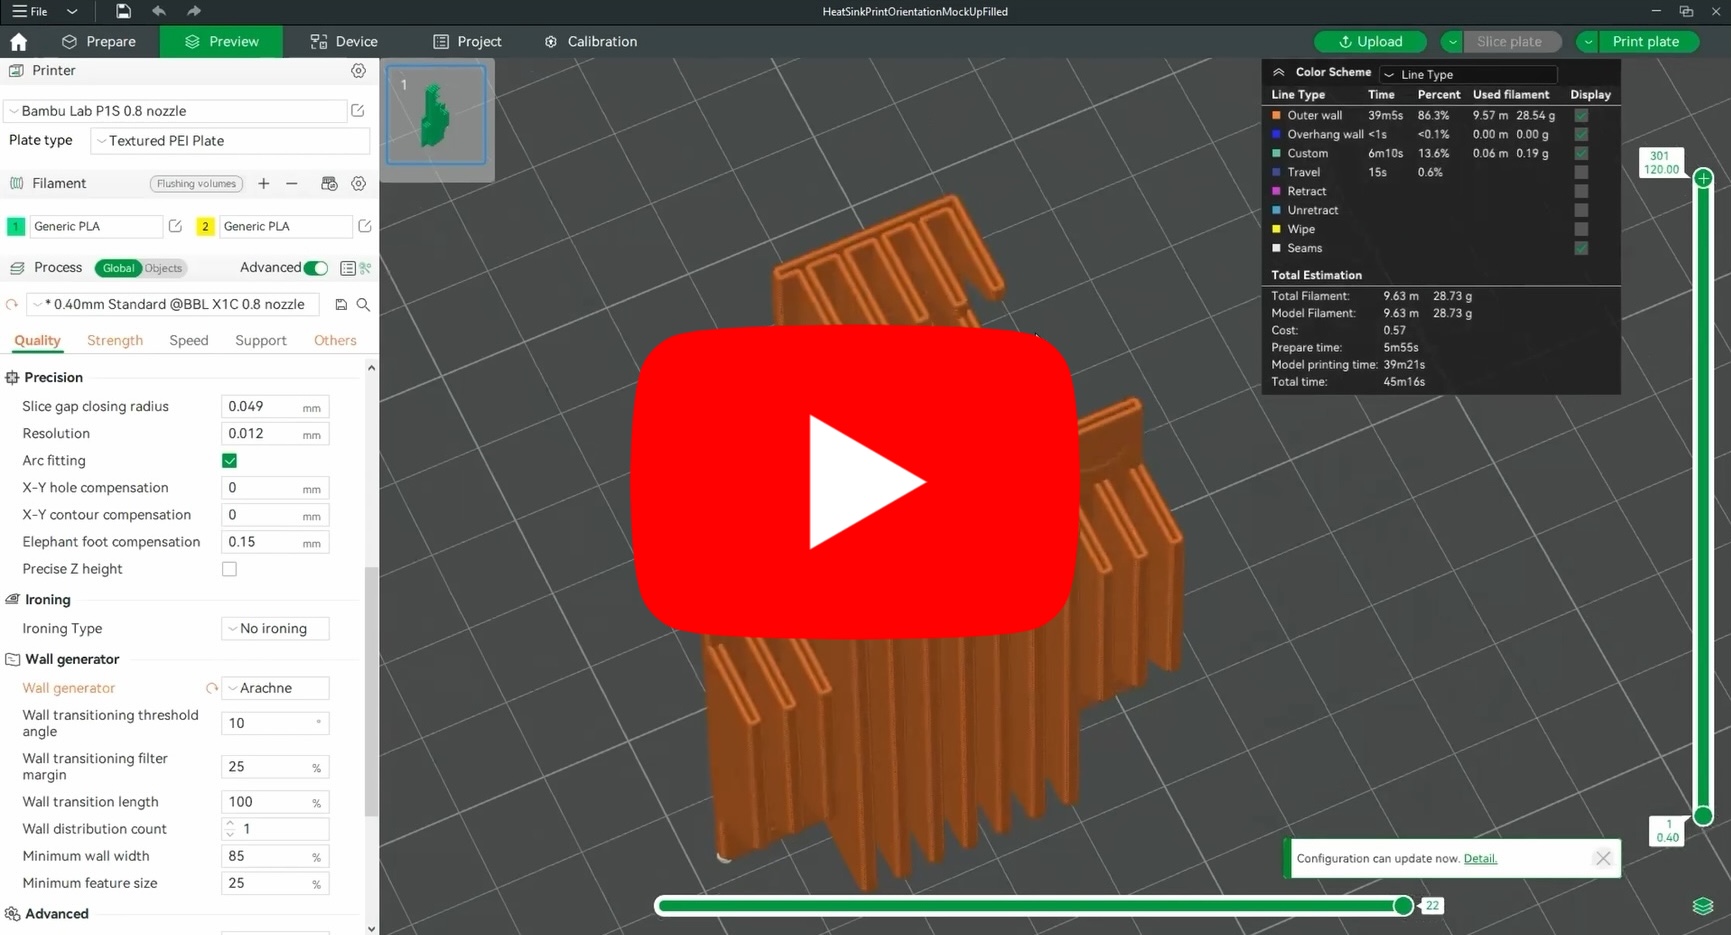 File
HeatSinkPrintOrientationMockUpFilled
Prepare
Preview
Device
Project
Calibration
Upload
Slice plate
Print plate
Printer
Bambu Lab P1S 0.8 nozzle
Plate type Textured PEI Plate
Filament Flushing volumes
1 Generic PLA 2 Generic PLA
Process Global Objects Advanced
* 0.40mm Standard @BBL X1C 0.8 nozzle
Quality Strength Speed Support Others
Precision
Slice gap closing radius 0.049 mm
Resolution 0.012 mm
Arc fitting
X-Y hole compensation 0 mm
X-Y contour compensation 0 mm
Elephant foot compensation 0.15 mm
Precise Z height
Ironing
Ironing Type No ironing
Wall generator
Wall generator Arachne
Wall transitioning threshold
angle
10 °
Wall transitioning filter
margin
25 %
Wall transition length 100 %
Wall distribution count 1
Minimum wall width 85 %
Minimum feature size 25 %
Advanced
1
Color Scheme Line Type
Line Type Time Percent Used filament Display
Outer wall 39m5s 86.3% 9.57 m 28.54 g
Overhang wall <1s <0.1% 0.00 m 0.00 g
Custom 6m10s 13.6% 0.06 m 0.19 g
Travel 15s 0.6%
Retract
Unretract
Wipe
Seams
Total Estimation
Total Filament: 9.63 m 28.73 g
Model Filament: 9.63 m 28.73 g
Cost: 0.57
Prepare time: 5m55s
Model printing time: 39m21s
Total time: 45m16s
301
120.00
1
0.40
Configuration can update now. Detail.
22